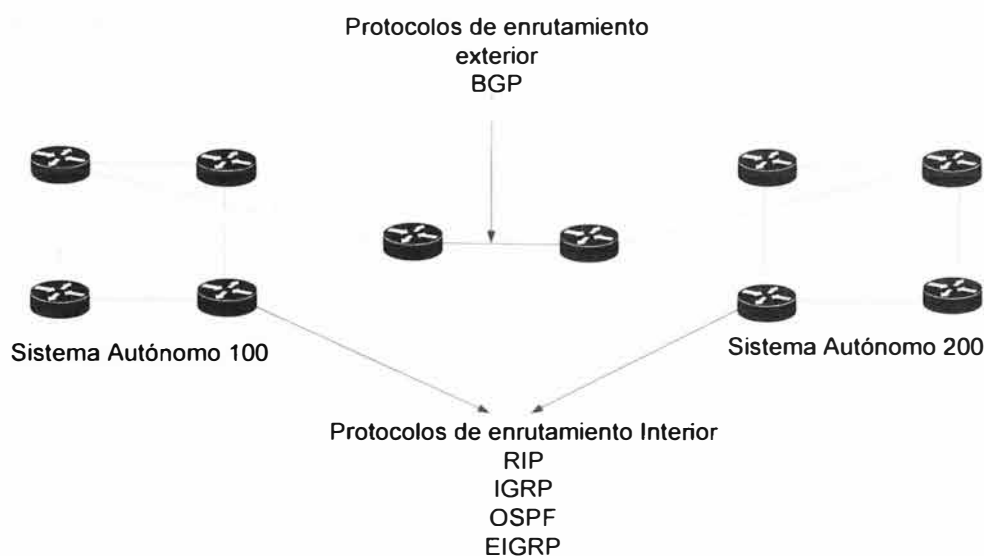 Protocolos de enrutamiento
exterior
BGP
Sistema Autónomo 100
Sistema Autónomo 200
Protocolos de enrutamiento Interior
RIP
IGRP
OSPF
EIGRP